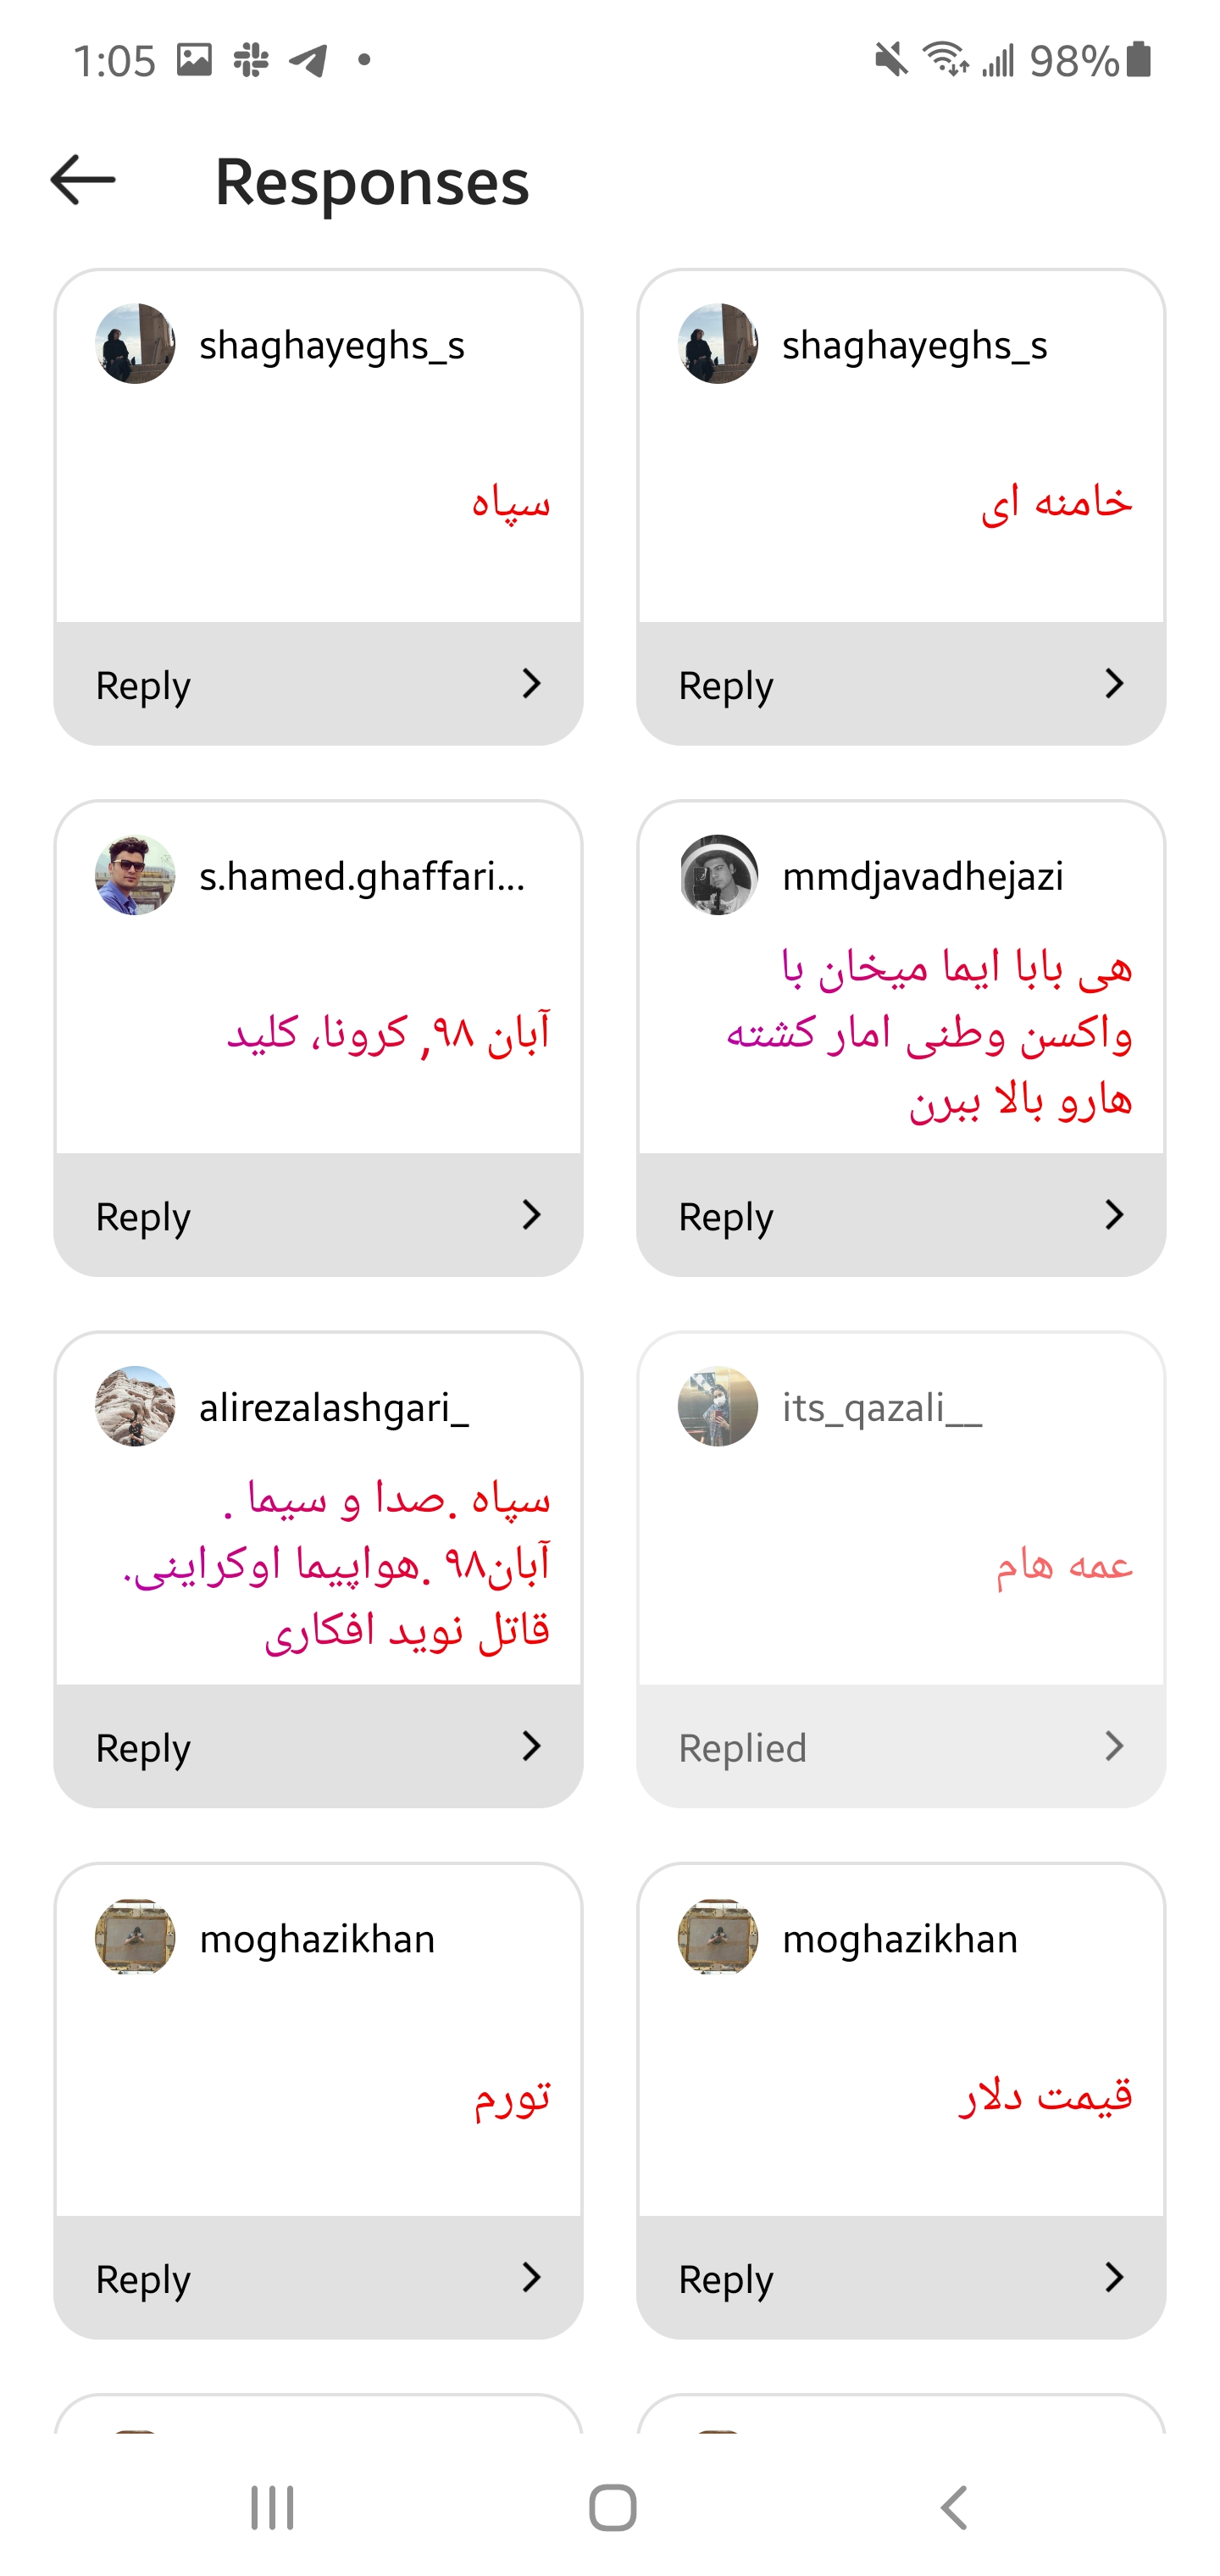 1:05
98%
Responses
shaghayeghs_s
سپاه
Reply
shaghayeghs_s
خامنه ای
Reply
s.hamed.ghaffari...
آبان ۹۸, کرونا، کلید
Reply
mmdjavadhejazi
هی بابا ایما میخان با
واکسن وطنی امار کشته
هارو بالا ببرن
Reply
alirezalashgari_
سپاه .صدا و سیما .
آبان۹۸ .هواپیما اوکراینی.
قاتل نوید افکاری
Reply
its_qazali__
عمه هام
Replied
moghazikhan
تورم
Reply
moghazikhan
قیمت دلار
Reply